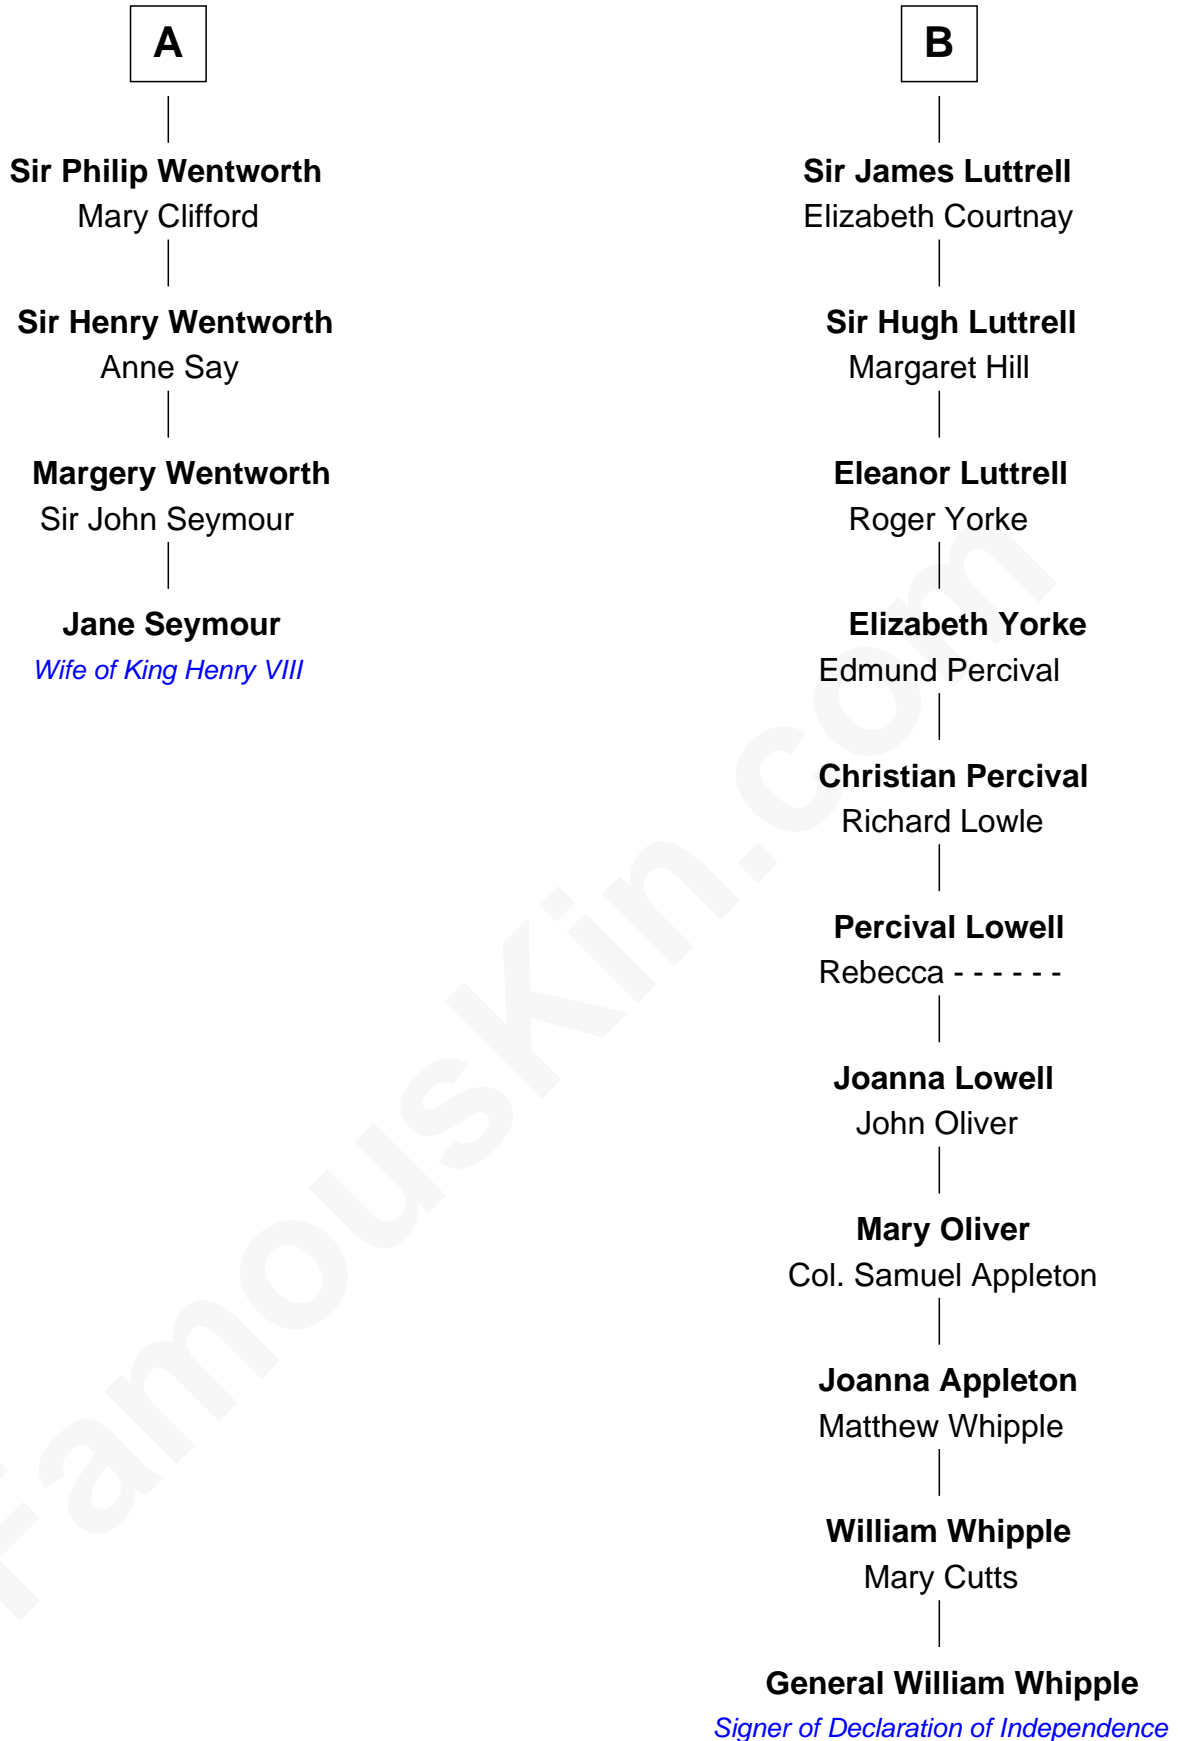 A
Sir Philip Wentworth
Mary Clifford
Sir Henry Wentworth
Anne Say
Margery Wentworth
Sir John Seymour
Jane Seymour
Wife of King Henry VIII
B
Sir James Luttrell
Elizabeth Courtnay
Sir Hugh Luttrell
Margaret Hill
Eleanor Luttrell
Roger Yorke
Elizabeth Yorke
Edmund Percival
Christian Percival
Richard Lowle
Percival Lowell
Rebecca - - - - - -
Joanna Lowell
John Oliver
Mary Oliver
Col. Samuel Appleton
Joanna Appleton
Matthew Whipple
William Whipple
Mary Cutts
General William Whipple
Signer of Declaration of Independence
FamousKin.com